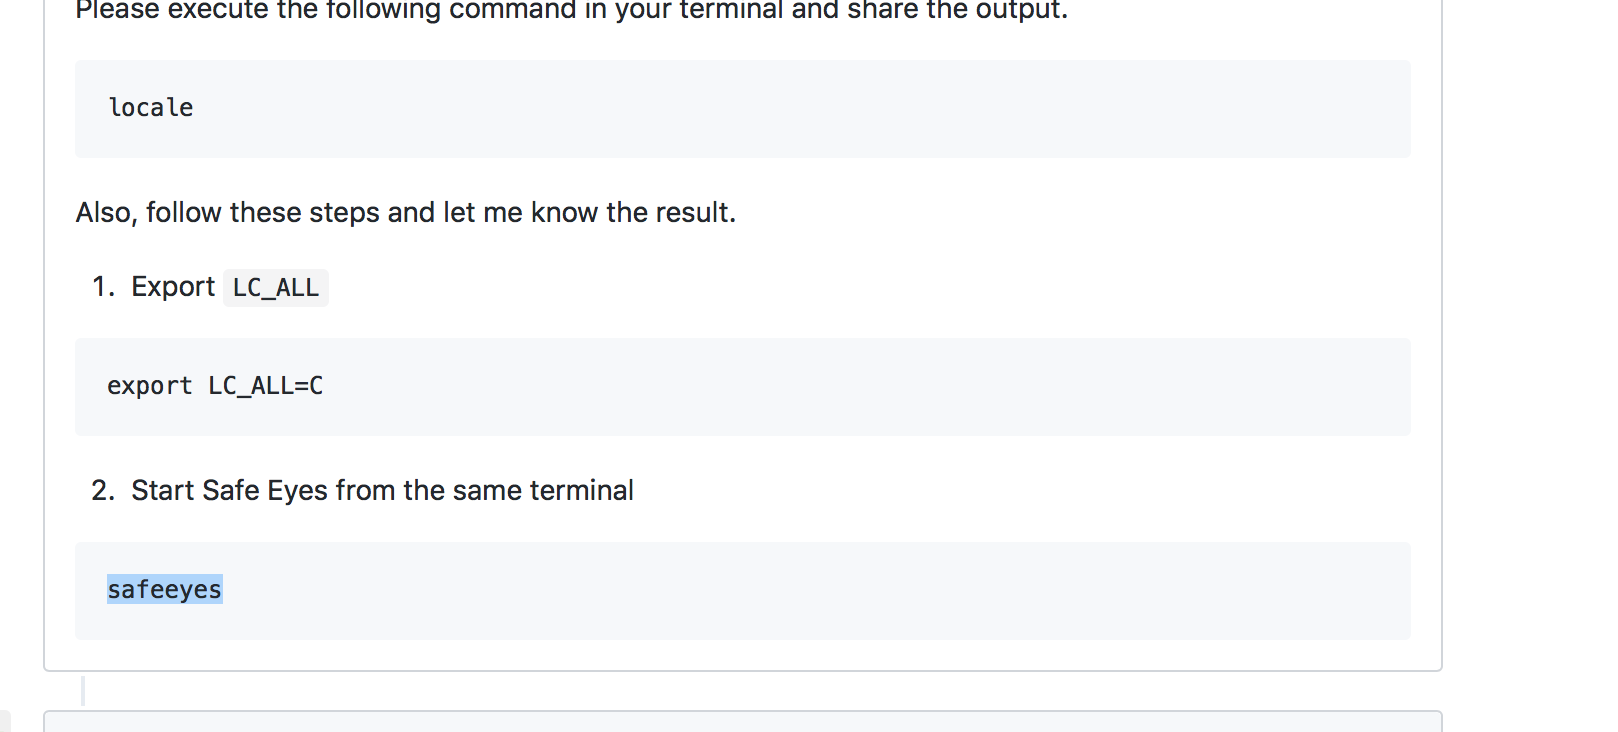 Please execute the following command in your terminal and share the output.
locale
Also, follow these steps and let me know the result.
1. Export LC_ALL
export LC_ALL=C
2. Start Safe Eyes from the same terminal
safeeyes